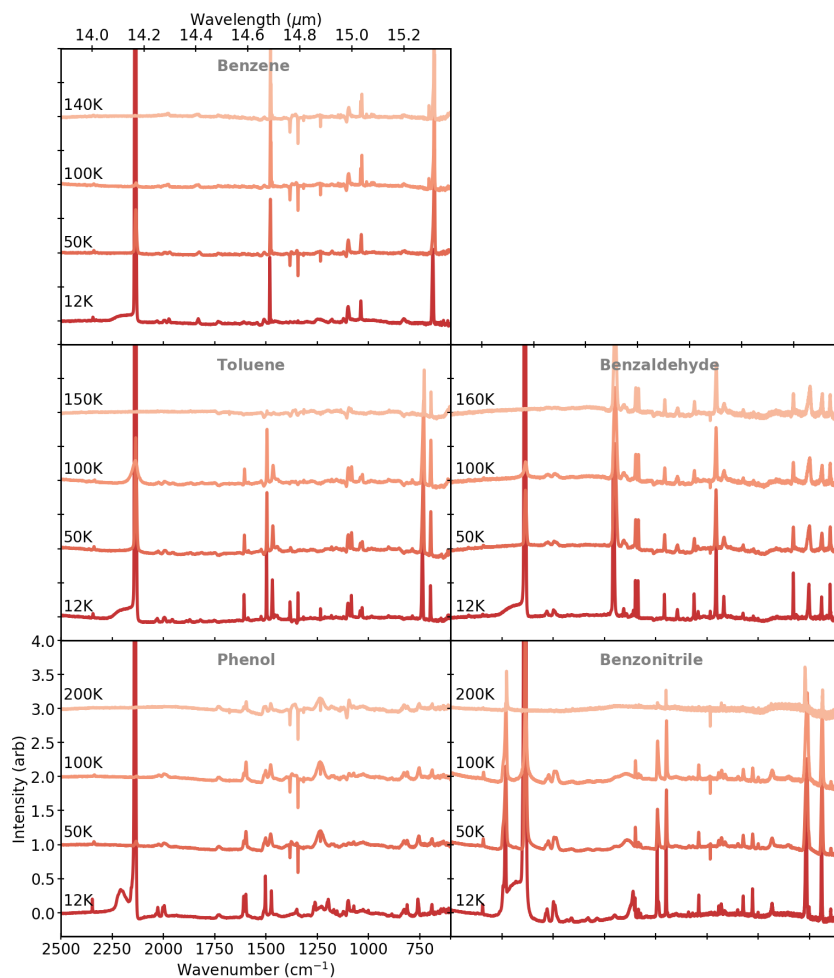 Wavelength (μm)
14.0 14.2 14.4 14.6 14.8 15.0 15.2
Benzene
140K
100K
50K
12K
Toluene Benzaldehyde
150K 160K
100K 100K
50K 50K
12K 12K
4.0
Phenol Benzonitrile
3.5
200K 200K
3.0
2.5
100K 100K
2.0
1.5
50K 50K
1.0
0.5
12K 12K
0.0
Intensity (arb)
2500 2250 2000 1750 1500 1250 1000 750
Wavenumber (cm⁻¹)